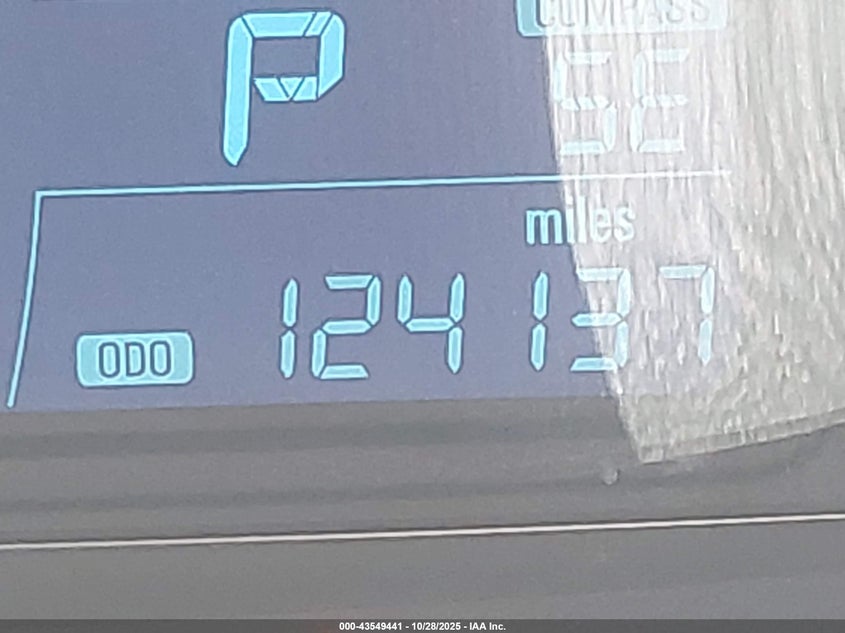 COMPASS
P
SE
miles
ODO 124137
000-43549441 - 10/28/2025 - IAA Inc.